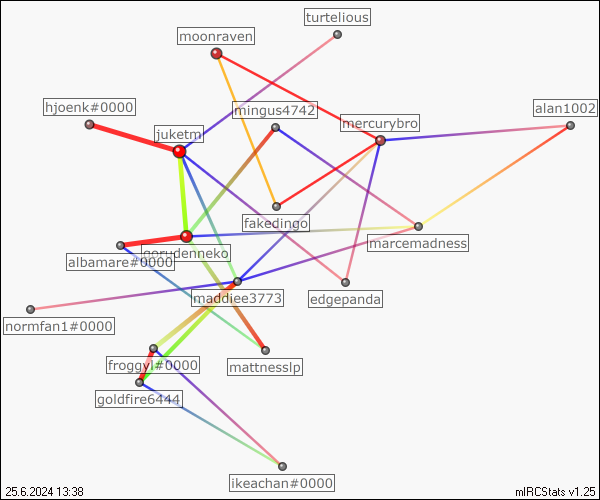 turtelious
moonraven
hjoenk#0000
mingus4742
alan1002
juketm
mercurybro
fakedingo
marcemadness
gorudenneko
albamare#0000
maddiee3773
edgepanda
normfan1#0000
froggyl#0000
mattnesslp
goldfire6444
ikeachan#0000
25.6.2024 13:38
mIRCStats v1.25